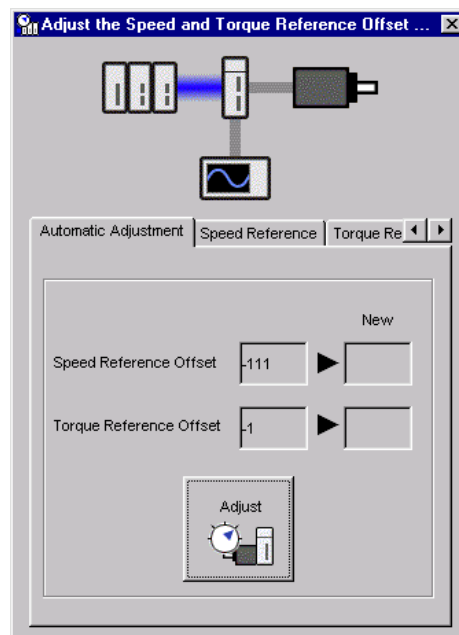 Adjust the Speed and Torque Reference Offset ...
Automatic Adjustment
Speed Reference
Torque Re
New
Speed Reference Offset
-111
Torque Reference Offset
-1
Adjust